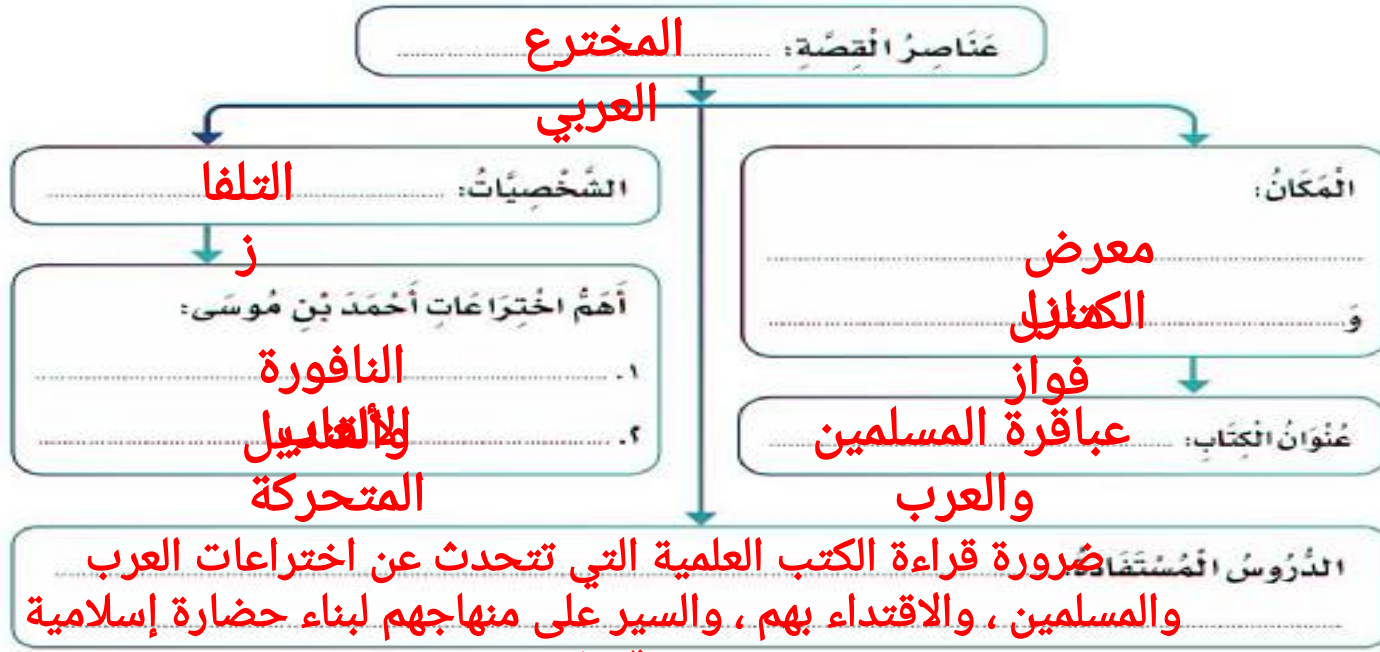 عَنَاصِرُ الْقِصَّةِ: المخترع
العربي
الْمَكَانُ:
معرض
الكتاب
وَ منزل
فواز
عُنْوَانُ الْكِتَابِ: عباقرة المسلمين
والعرب
الشَّخْصِيَّاتُ: التلفا
ز
أَهَمُّ اخْتِرَاعَاتِ أَحْمَدَ بْنِ مُوسَى:
١. النافورة
والقناديل
٢.
المتحركة
الدُّرُوسُ الْمُسْتَفَادَةُ: ضرورة قراءة الكتب العلمية التي تتحدث عن اختراعات العرب
والمسلمين ، والاقتداء بهم ، والسير على منهاجهم لبناء حضارة إسلامية